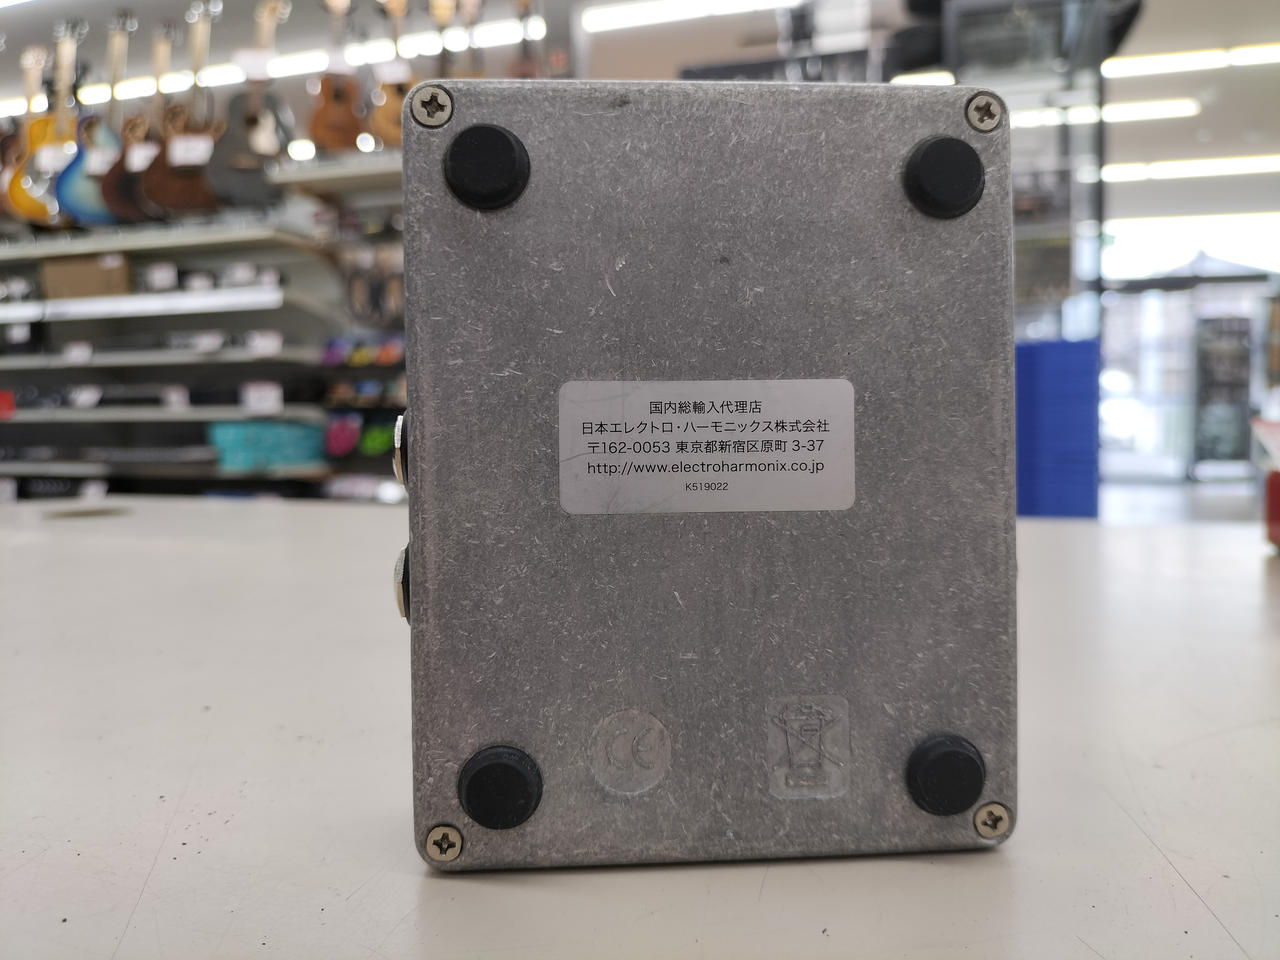 国内総輸入代理店
日本エレクトロ・ハーモニックス株式会社
〒162-0053 東京都新宿区原町 3-37
http://www.electroharmonix.co.jp
K519022
CE